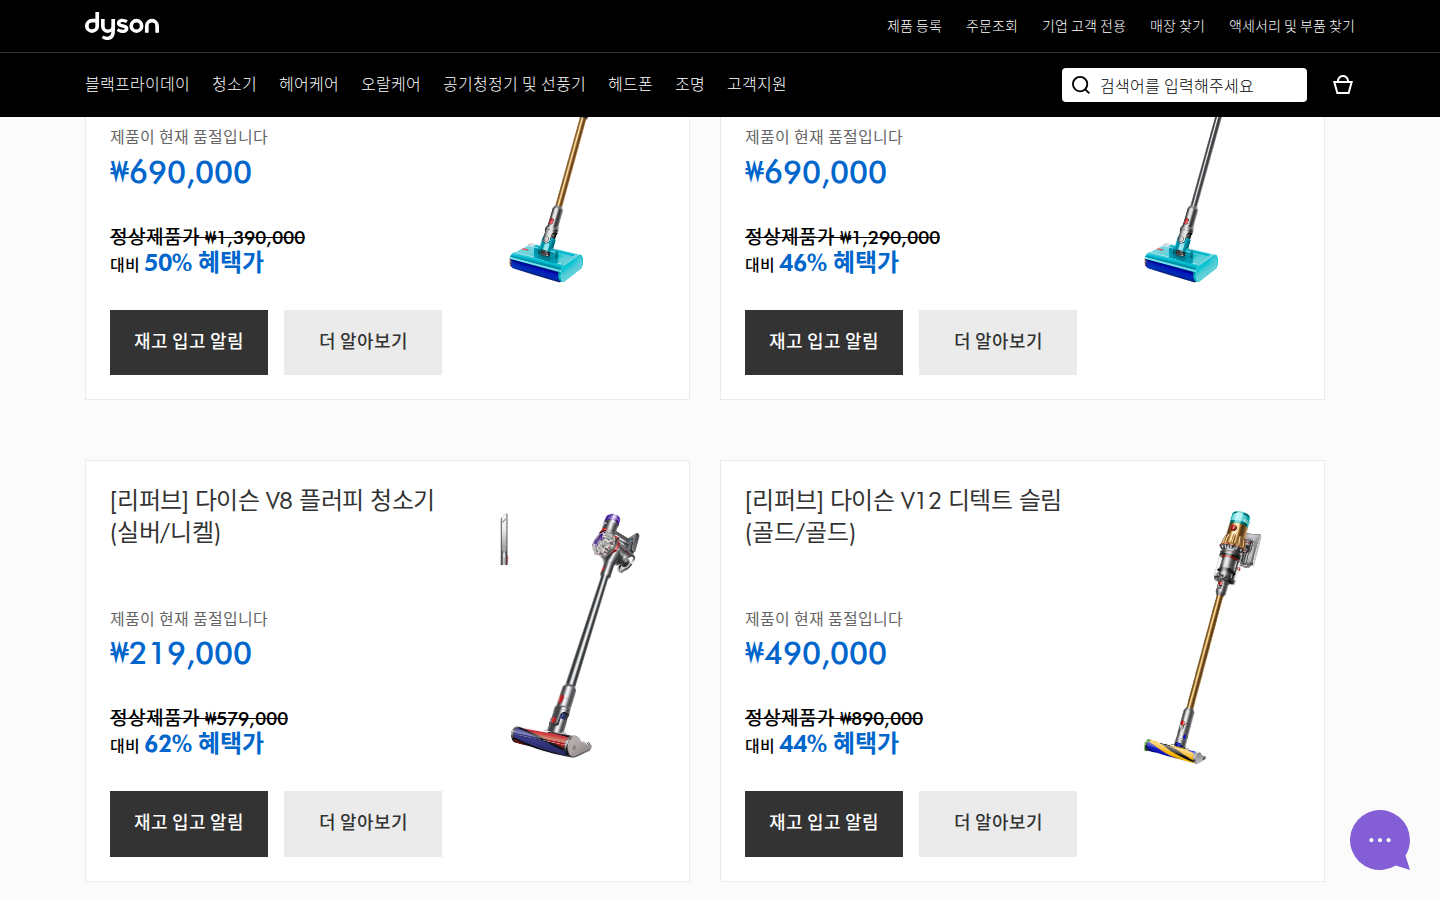 dyson
제품 등록 주문조회 기업 고객 전용 매장 찾기 액세서리 및 부품 찾기
블랙프라이데이 청소기 헤어케어 오랄케어 공기청정기 및 선풍기 헤드폰 조명 고객지원
검색어를 입력해주세요
제품이 현재 품절입니다
₩690,000
정상제품가 ₩1,390,000
대비 50% 혜택가
재고 입고 알림 더 알아보기
제품이 현재 품절입니다
₩690,000
정상제품가 ₩1,290,000
대비 46% 혜택가
재고 입고 알림 더 알아보기
[리퍼브] 다이슨 V8 플러피 청소기
(실버/니켈)
제품이 현재 품절입니다
₩219,000
정상제품가 ₩579,000
대비 62% 혜택가
재고 입고 알림 더 알아보기
[리퍼브] 다이슨 V12 디텍트 슬림
(골드/골드)
제품이 현재 품절입니다
₩490,000
정상제품가 ₩890,000
대비 44% 혜택가
재고 입고 알림 더 알아보기